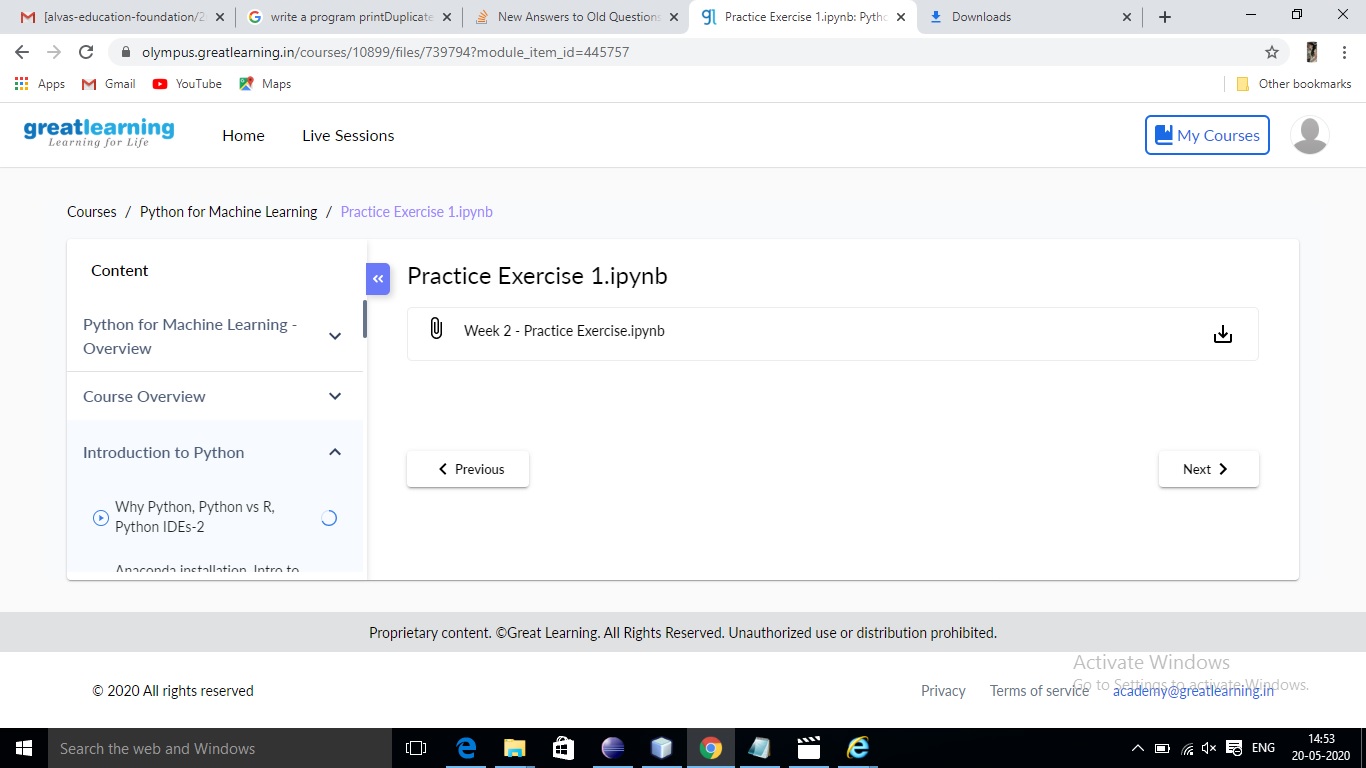 [alvas-education-foundation/2
write a program printDuplicate
New Answers to Old Questions
Practice Exercise 1.ipynb: Pytho
Downloads
olympus.greatlearning.in/courses/10899/files/739794?module_item_id=445757
Apps
Gmail
YouTube
Maps
Other bookmarks
greatlearning
Learning for Life
Home
Live Sessions
My Courses
Courses / Python for Machine Learning / Practice Exercise 1.ipynb
Content
Python for Machine Learning -
Overview
Course Overview
Introduction to Python
Why Python, Python vs R,
Python IDEs-2
Anaconda installation, Intro to
Practice Exercise 1.ipynb
Week 2 - Practice Exercise.ipynb
Previous
Next
Proprietary content. ©Great Learning. All Rights Reserved. Unauthorized use or distribution prohibited.
Activate Windows
Go to Settings to activate Windows.
© 2020 All rights reserved
Privacy
Terms of service
academy@greatlearning.in
Search the web and Windows
ENG
14:53
20-05-2020